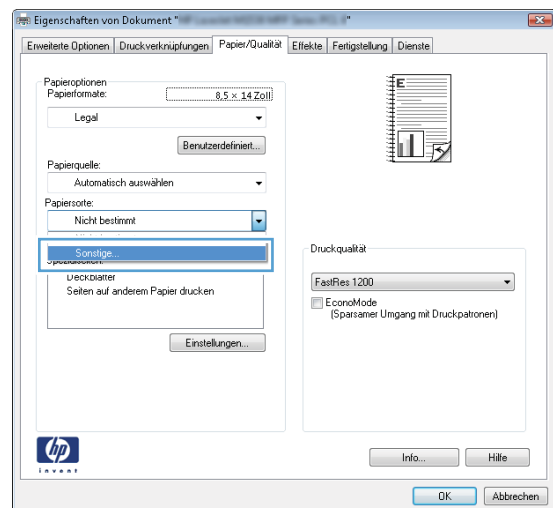 Eigenschaften von Dokument "
Erweiterte Optionen Druckverknüpfungen Papier/Qualität Effekte Fertigstellung Dienste
Papieroptionen
Papierformate: 8,5 × 14 Zoll
Legal
Benutzerdefiniert...
Papierquelle:
Automatisch auswählen
Papiersorte:
Nicht bestimmt
Sonstige...
Deckblätter
Seiten auf anderem Papier drucken
Einstellungen...
E
Druckqualität
FastRes 1200
EconoMode
(Sparsamer Umgang mit Druckpatronen)
hp
invent
Info... Hilfe
OK Abbrechen